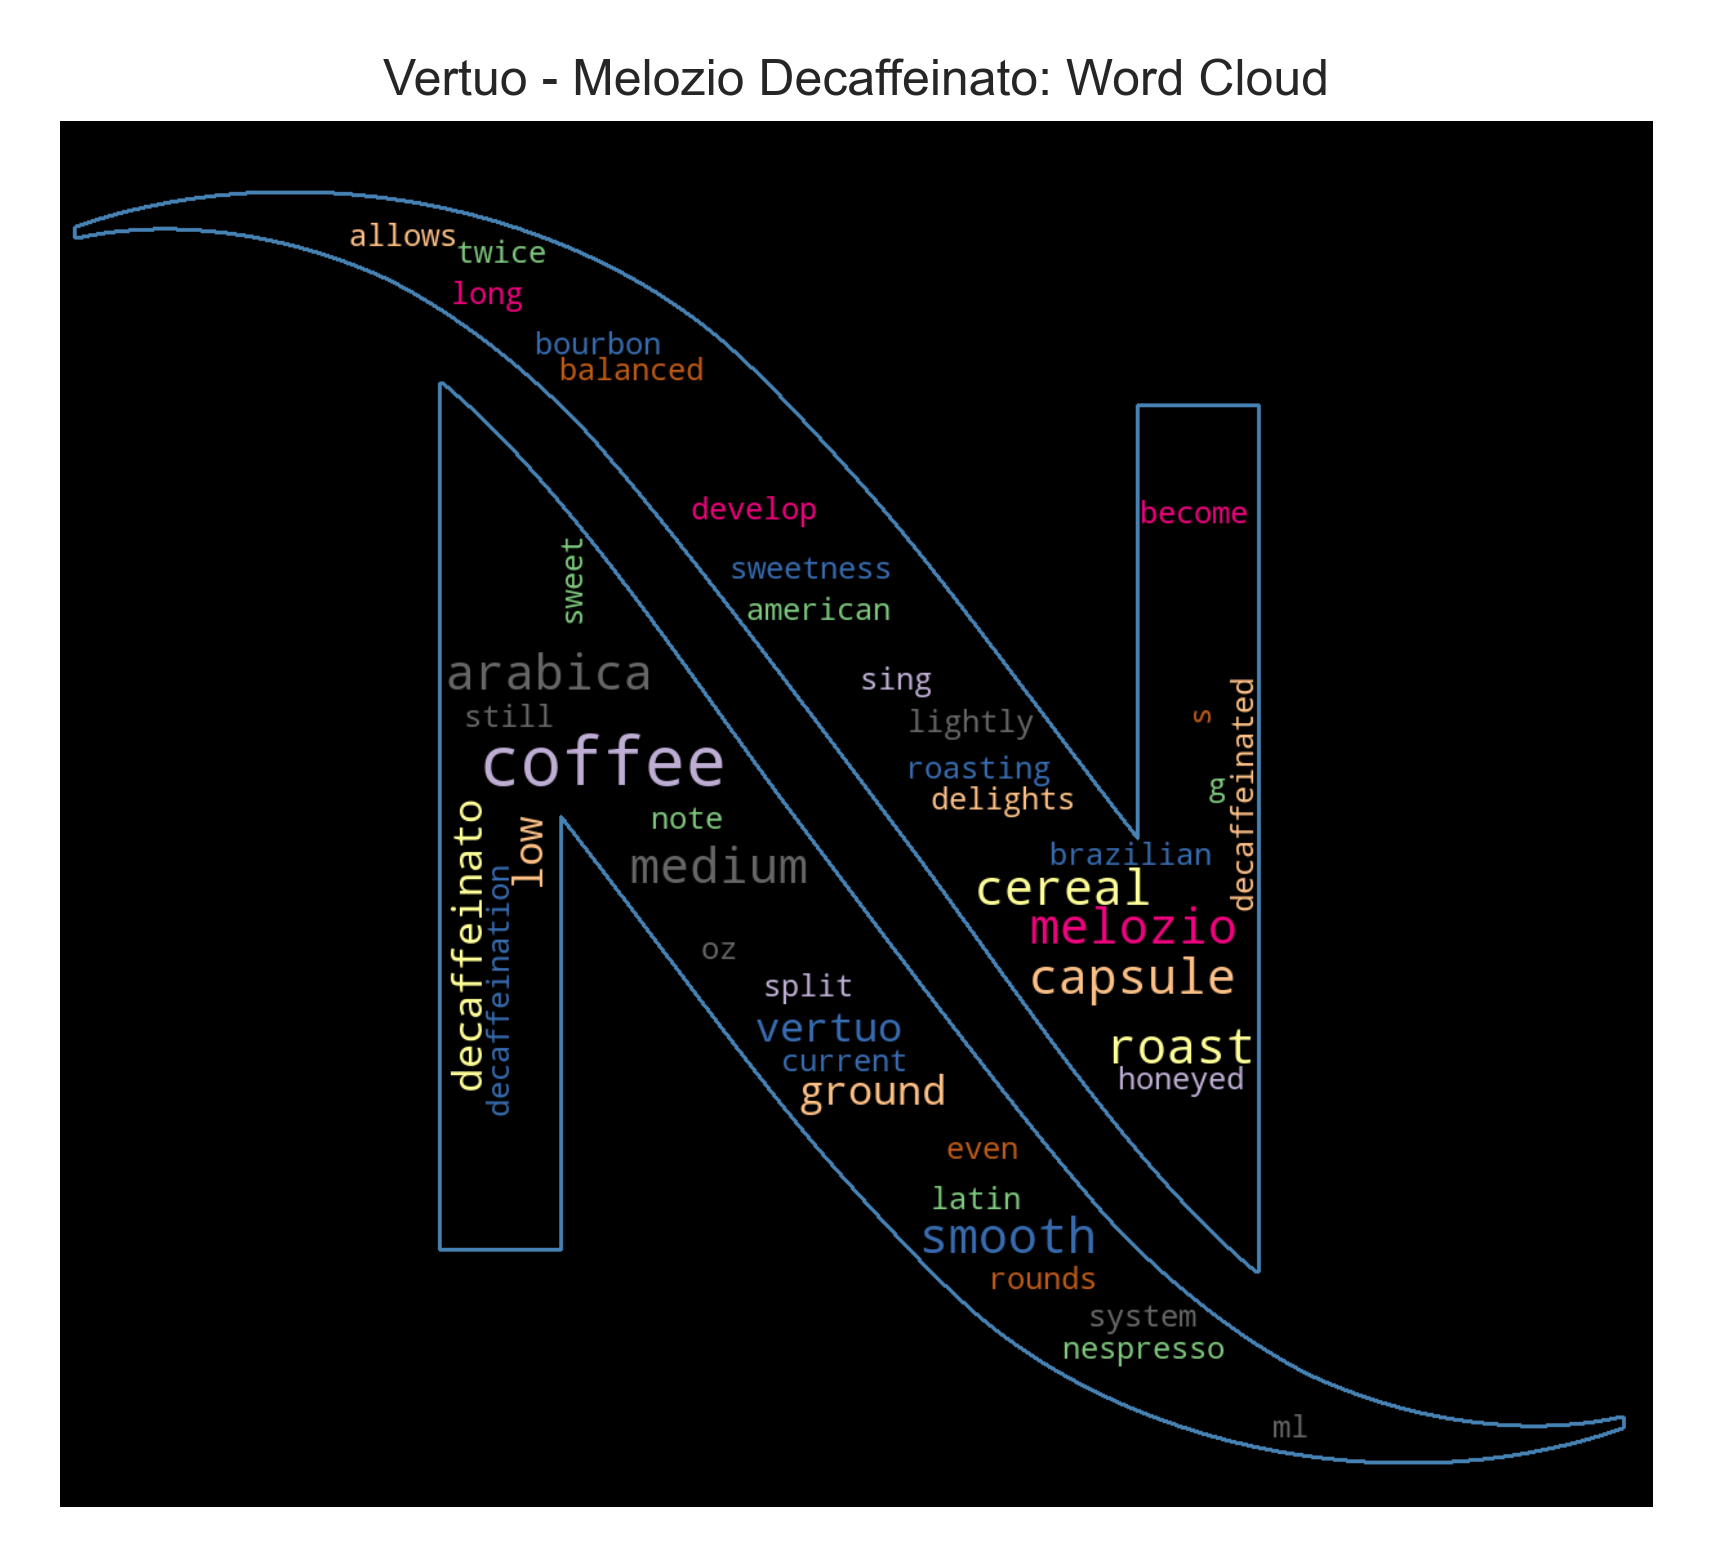 Vertuo - Melozio Decaffeinato: Word Cloud
allows
twice
long
bourbon
balanced
develop
become
sweet
sweetness
american
arabica
sing
still
lightly
s
coffee
roasting
delights
g
decaffeinated
note
low
medium
brazilian
cereal
melozio
decaffeinato
decaffeination
oz
capsule
split
vertuo
current
roast
honeyed
ground
even
latin
smooth
rounds
system
nespresso
ml